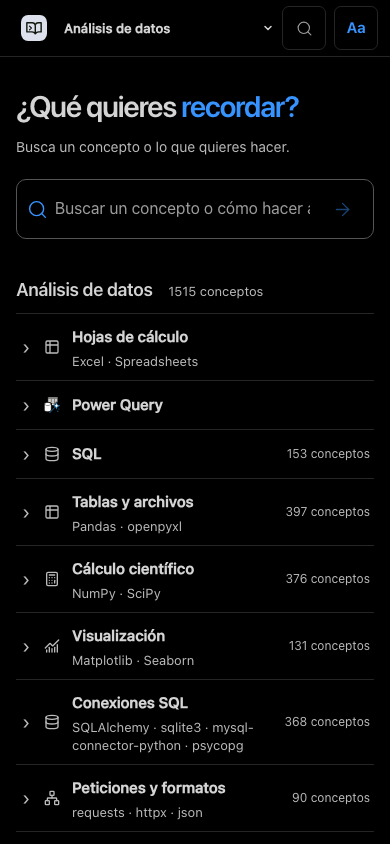 Análisis de datos
Aa
¿Qué quieres recordar?
Busca un concepto o lo que quieres hacer.
Buscar un concepto o cómo hacer
Análisis de datos 1515 conceptos
Hojas de cálculo
Excel · Spreadsheets
Power Query
SQL 153 conceptos
Tablas y archivos
397 conceptos
Pandas · openpyxl
Cálculo científico
376 conceptos
NumPy · SciPy
Visualización
131 conceptos
Matplotlib · Seaborn
Conexiones SQL
368 conceptos
SQLAlchemy · sqlite3 · mysql-
connector-python · psycopg
Peticiones y formatos
90 conceptos
requests · httpx · json